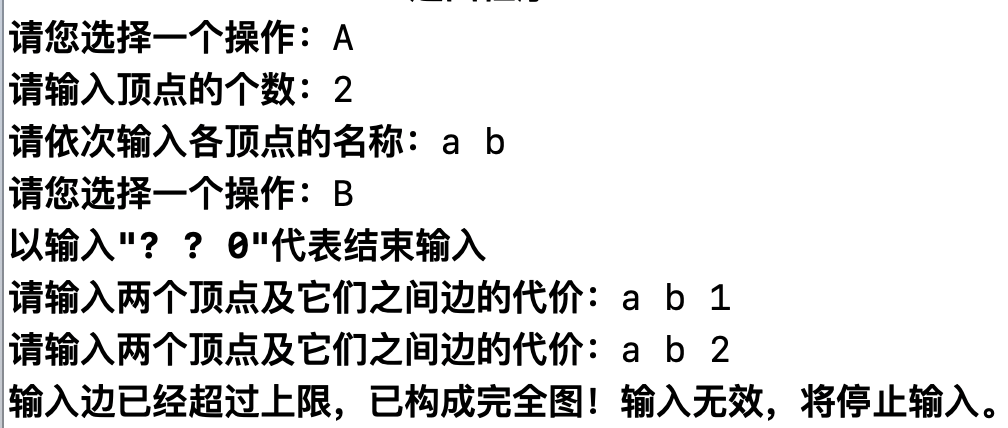 请您选择一个操作：A
请输入顶点的个数：2
请依次输入各顶点的名称：a b
请您选择一个操作：B
以输入"? ? 0"代表结束输入
请输入两个顶点及它们之间边的代价：a b 1
请输入两个顶点及它们之间边的代价：a b 2
输入边已经超过上限，已构成完全图！输入无效，将停止输入。